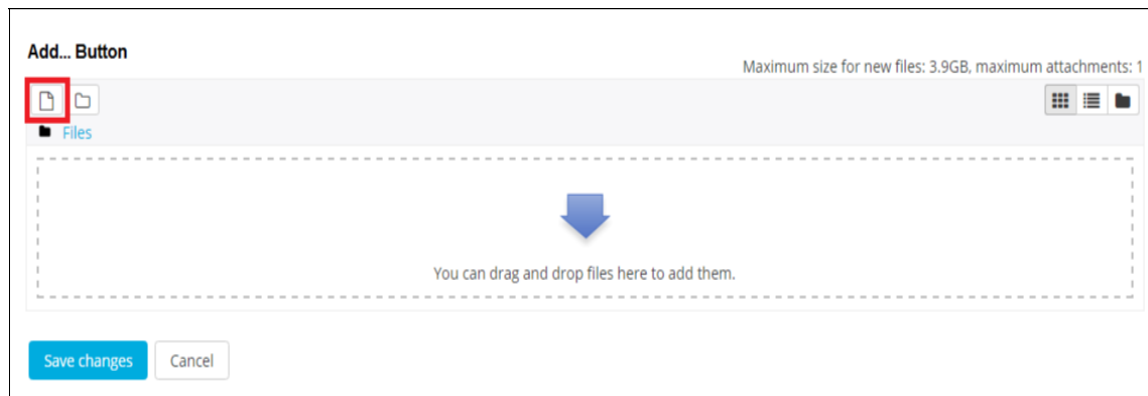 Add... Button
Maximum size for new files: 3.9GB, maximum attachments: 1
Files
You can drag and drop files here to add them.
Save changes
Cancel